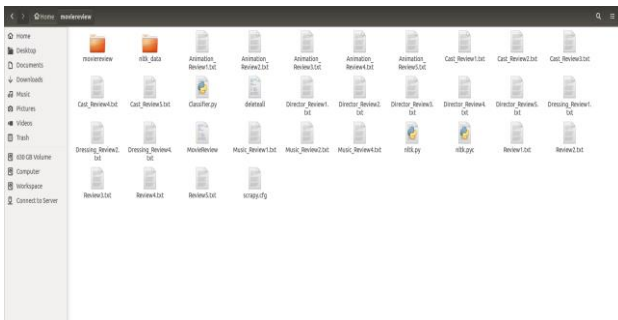 Home moviereview
Home
Desktop
Documents
Downloads
Music
Pictures
Videos
Trash
630 GB Volume
Computer
Workspace
Connect to Server
moviereview
nltk_data
Animation_
Review1.txt
Animation_
Review2.txt
Animation_
Review3.txt
Animation_
Review4.txt
Animation_
Review5.txt
Cast_Review1.txt
Cast_Review2.txt
Cast_Review3.txt
Cast_Review4.txt
Cast_Review5.txt
Classifier.py
deleteall
Director_Review1.
txt
Director_Review2.
txt
Director_Review3.
txt
Director_Review4.
txt
Director_Review5.
txt
Dressing_Review1.
txt
Dressing_Review2.
txt
Dressing_Review4.
txt
MovieReview
Music_Review1.txt
Music_Review2.txt
Music_Review4.txt
nltk.py
nltk.pyc
Review1.txt
Review2.txt
Review3.txt
Review4.txt
Review5.txt
scrapy.cfg